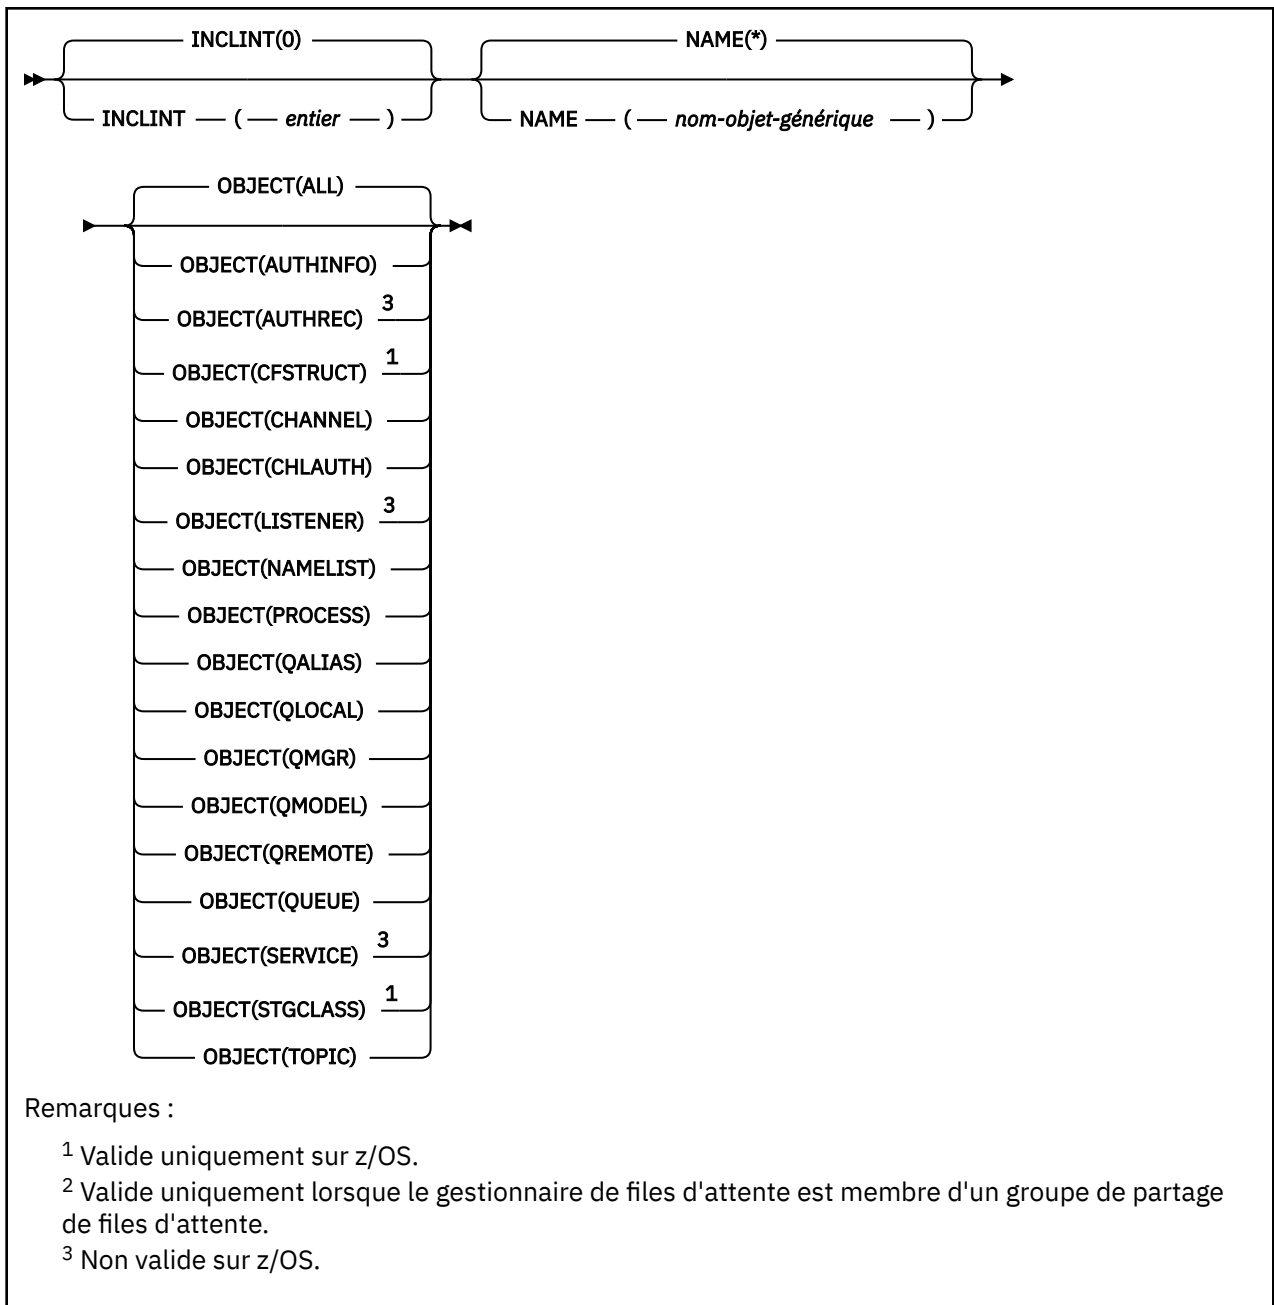 INCLINT(0) NAME(*)
INCLINT ( entier ) NAME ( nom-objet-générique )
OBJECT(ALL)
OBJECT(AUTHINFO)
OBJECT(AUTHREC) 3
OBJECT(CFSTRUCT) 1
OBJECT(CHANNEL)
OBJECT(CHLAUTH)
OBJECT(LISTENER) 3
OBJECT(NAMELIST)
OBJECT(PROCESS)
OBJECT(QALIAS)
OBJECT(QLOCAL)
OBJECT(QMGR)
OBJECT(QMODEL)
OBJECT(QREMOTE)
OBJECT(QUEUE)
OBJECT(SERVICE) 3
OBJECT(STGCLASS) 1
OBJECT(TOPIC)
Remarques :
1 Valide uniquement sur z/OS.
2 Valide uniquement lorsque le gestionnaire de files d'attente est membre d'un groupe de partage
de files d'attente.
3 Non valide sur z/OS.